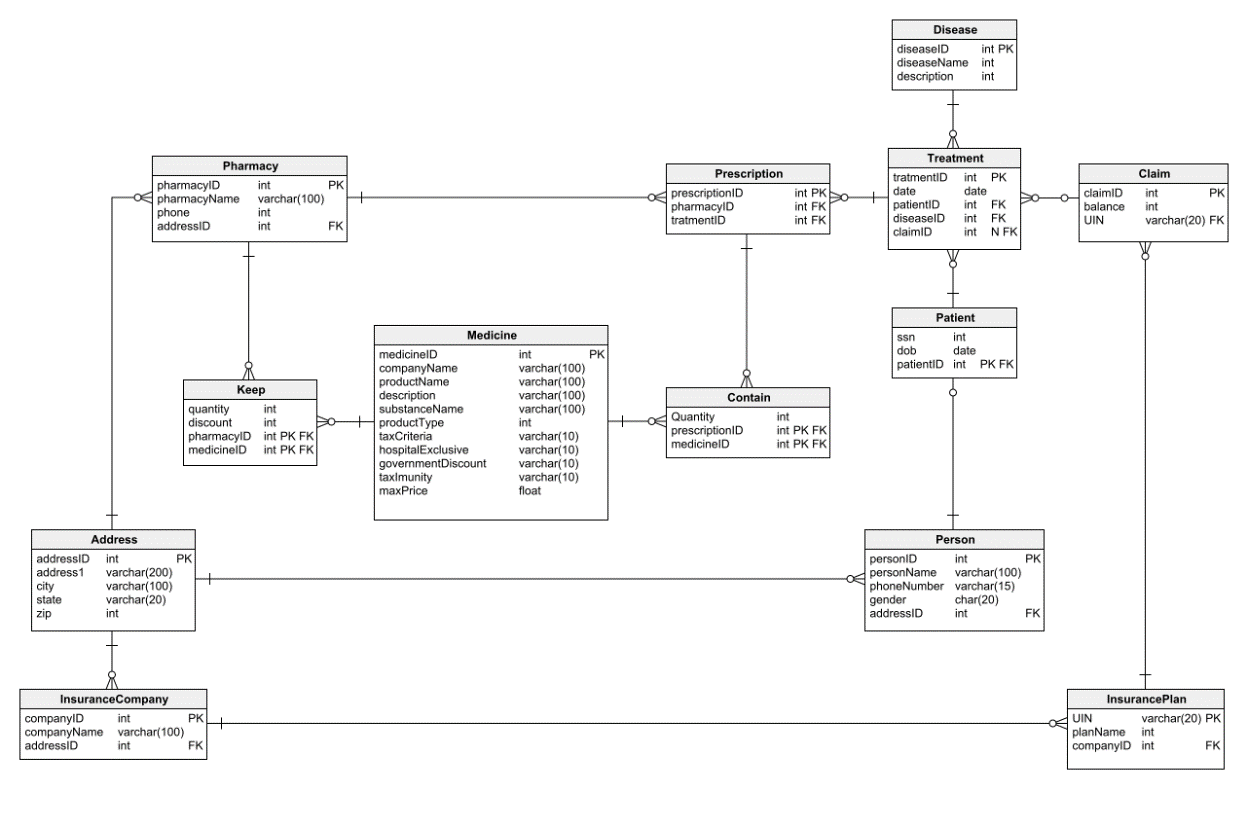 Disease
diseaseID int PK
diseaseName int
description int
Pharmacy
pharmacyID int PK
pharmacyName varchar(100)
phone int
addressID int FK
Prescription
prescriptionID int PK
pharmacyID int FK
tratmentID int FK
Treatment
tratmentID int PK
date date
patientID int FK
diseaseID int FK
claimID int N FK
Claim
claimID int PK
balance int
UIN varchar(20) FK
Patient
ssn int
dob date
patientID int PK FK
Medicine
medicineID int PK
companyName varchar(100)
productName varchar(100)
description varchar(100)
substanceName varchar(100)
productType int
taxCriteria varchar(10)
hospitalExclusive varchar(10)
governmentDiscount varchar(10)
taxImunity varchar(10)
maxPrice float
Keep
quantity int
discount int
pharmacyID int PK FK
medicineID int PK FK
Contain
Quantity int
prescriptionID int PK FK
medicineID int PK FK
Address
addressID int PK
address1 varchar(200)
city varchar(100)
state varchar(20)
zip int
Person
personID int PK
personName varchar(100)
phoneNumber varchar(15)
gender char(20)
addressID int FK
InsuranceCompany
companyID int PK
companyName varchar(100)
addressID int FK
InsurancePlan
UIN varchar(20) PK
planName int
companyID int FK